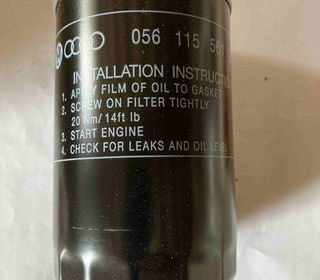 056 115 561
INSTALLATION INSTRUCTIO
1. APPLY FILM OF OIL TO GASKET
2. SCREW ON FILTER TIGHTLY
20 Nm/14ft lb
3. START ENGINE
4. CHECK FOR LEAKS AND OIL LEVEL